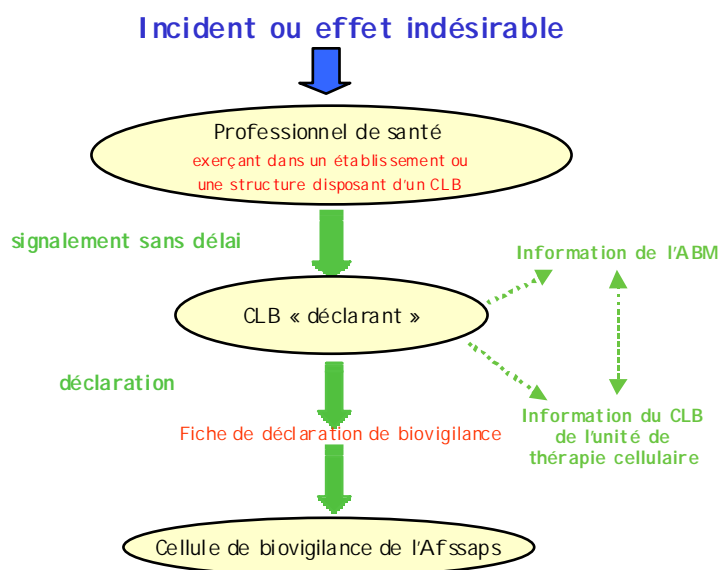 Incident ou effet indésirable
Professionnel de santé
exerçant dans un établissement ou
une structure disposant d'un CLB
signalement sans délai
Information de l'ABM
CLB « déclarant »
déclaration
Information du CLB
de l'unité de
thérapie cellulaire
Fiche de déclaration de biovigilance
Cellule de biovigilance de l'Afssaps